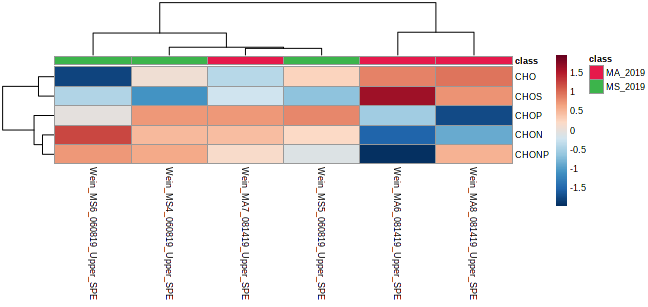 class
CHO
CHOS
CHOP
CHON
CHONP
Wein_MS6_060819_Upper_SPE
Wein_MS4_060819_Upper_SPE
Wein_MA7_081419_Upper_SPE
Wein_MS5_060819_Upper_SPE
Wein_MA6_081419_Upper_SPE
Wein_MA8_081419_Upper_SPE
1.5
1
0.5
0
-0.5
-1
-1.5
class
MA_2019
MS_2019